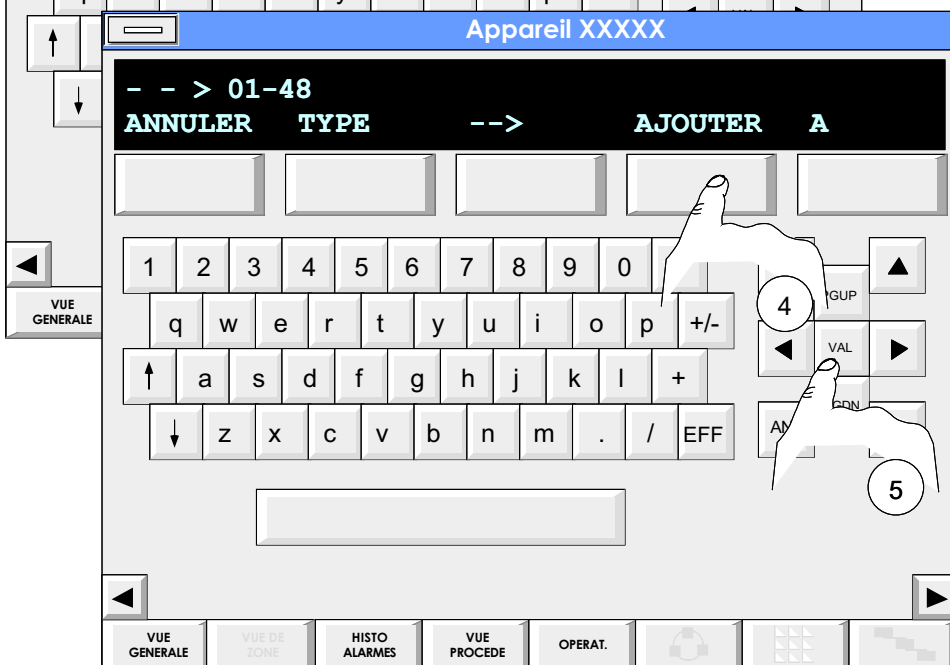 Appareil XXXXX
- - > 01-48
ANNULER TYPE --> AJOUTER A
1 2 3 4 5 6 7 8 9 0
q w e r t y u i o p +/-
a s d f g h j k l +
z x c v b n m . / EFF
4
VAL
5
VUE
GENERALE
VUE
GENERALE
VUE DE
ZONE
HISTO
ALARMES
VUE
PROCEDE
OPERAT.